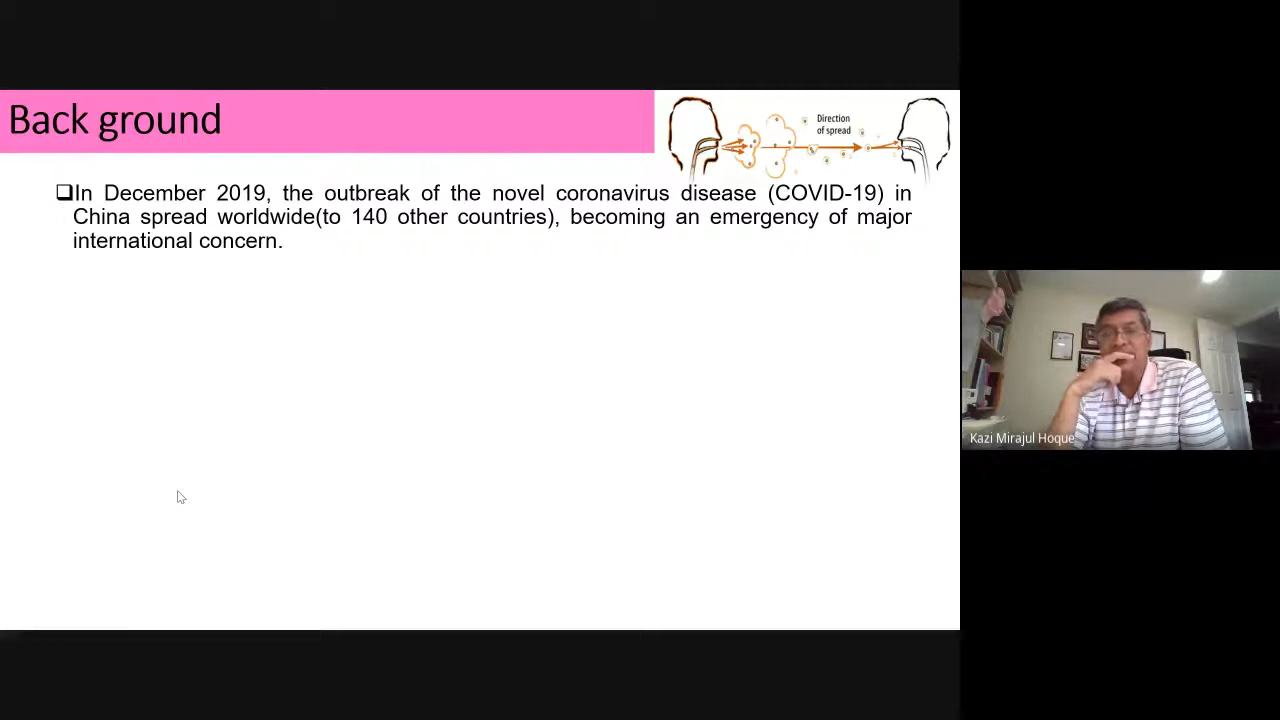 Back ground
Direction
of spread
❑In December 2019, the outbreak of the novel coronavirus disease (COVID-19) in
China spread worldwide(to 140 other countries), becoming an emergency of major
international concern.
Kazi Mirajul Hoque